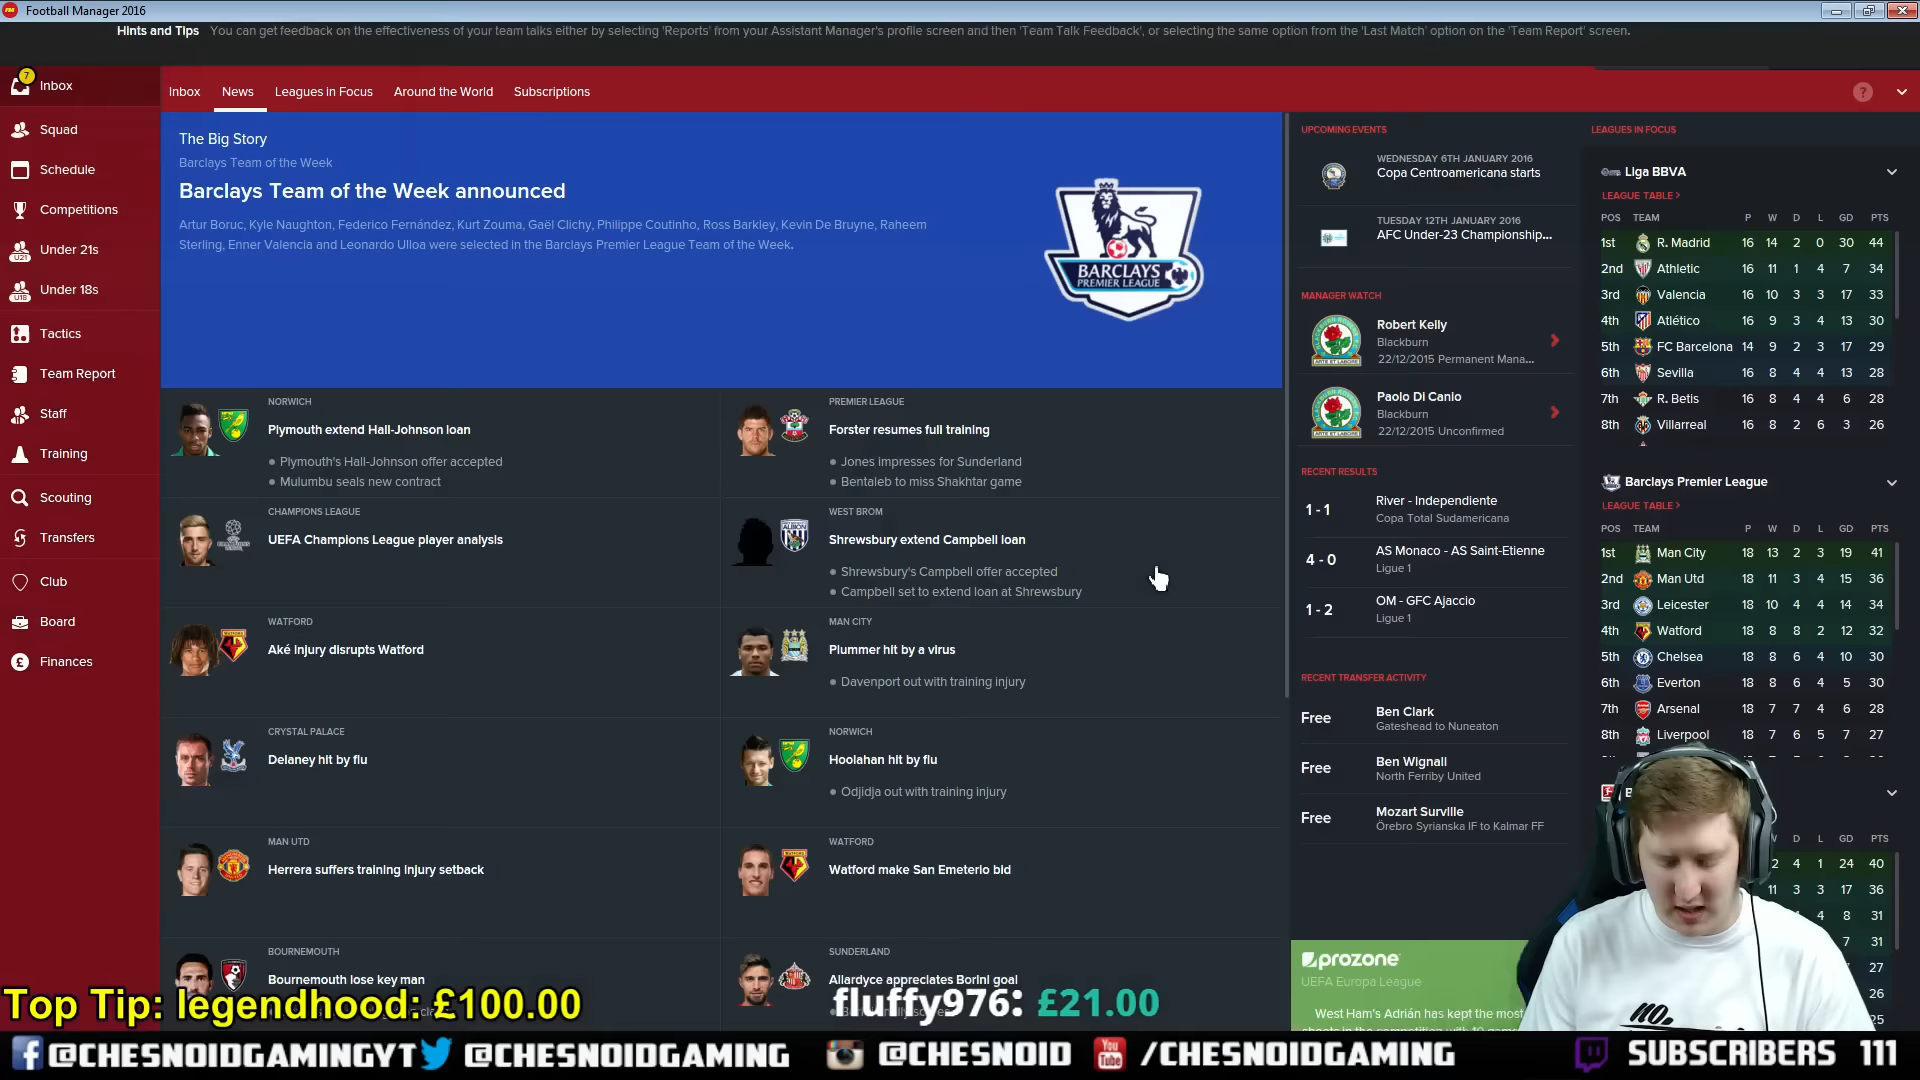 Football Manager 2016
Hints and Tips You can get feedback on the effectiveness of your team talks either by selecting 'Reports' from your Assistant Manager's profile screen and then 'Team Talk Feedback', or selecting the same option from the 'Last Match' option on the 'Team Report' screen.
7
Inbox
Squad
Schedule
Competitions
U21
Under 21s
U18
Under 18s
Tactics
Team Report
Staff
Training
Scouting
Transfers
Club
Board
Finances
Inbox News Leagues in Focus Around the World Subscriptions
?
The Big Story
Barclays Team of the Week
Barclays Team of the Week announced
Artur Boruc, Kyle Naughton, Federico Fernández, Kurt Zouma, Gaël Clichy, Philippe Coutinho, Ross Barkley, Kevin De Bruyne, Raheem
Sterling, Enner Valencia and Leonardo Ulloa were selected in the Barclays Premier League Team of the Week.
BARCLAYS
PREMIER LEAGUE
NORWICH
Plymouth extend Hall-Johnson loan
Plymouth's Hall-Johnson offer accepted
Mulumbu seals new contract
PREMIER LEAGUE
Forster resumes full training
Jones impresses for Sunderland
Bentaleb to miss Shakhtar game
CHAMPIONS LEAGUE
UEFA Champions League player analysis
WEST BROM
Shrewsbury extend Campbell loan
Shrewsbury's Campbell offer accepted
Campbell set to extend loan at Shrewsbury
WATFORD
Aké injury disrupts Watford
MAN CITY
Plummer hit by a virus
Davenport out with training injury
CRYSTAL PALACE
Delaney hit by flu
NORWICH
Hoolahan hit by flu
Odjidja out with training injury
MAN UTD
Herrera suffers training injury setback
WATFORD
Watford make San Emeterio bid
BOURNEMOUTH
Bournemouth lose key man
SUNDERLAND
Allardyce appreciates Borini goal
UPCOMING EVENTS
WEDNESDAY 6TH JANUARY 2016
Copa Centroamericana starts
TUESDAY 12TH JANUARY 2016
AFC Under-23 Championship...
MANAGER WATCH
Robert Kelly
Blackburn
22/12/2015 Permanent Mana...
Paolo Di Canio
Blackburn
22/12/2015 Unconfirmed
RECENT RESULTS
1 - 1 River - Independiente
Copa Total Sudamericana
4 - 0 AS Monaco - AS Saint-Etienne
Ligue 1
1 - 2 OM - GFC Ajaccio
Ligue 1
RECENT TRANSFER ACTIVITY
Free Ben Clark
Gateshead to Nuneaton
Free Ben Wignall
North Ferriby United
Free Mozart Surville
Örebro Syrianska IF to Kalmar FF
prozone
UEFA Europa League
West Ham's Adrián has kept the most
LEAGUES IN FOCUS
Liga BBVA
LEAGUE TABLE >
POS TEAM P W D L GD PTS
1st R. Madrid 16 14 2 0 30 44
2nd Athletic 16 11 1 4 7 34
3rd Valencia 16 10 3 3 17 33
4th Atlético 16 9 3 4 13 30
5th FC Barcelona 14 9 2 3 17 29
6th Sevilla 16 8 4 4 13 28
7th R. Betis 16 8 4 4 6 28
8th Villarreal 16 8 2 6 3 26
Barclays Premier League
LEAGUE TABLE >
POS TEAM P W D L GD PTS
1st Man City 18 13 2 3 19 41
2nd Man Utd 18 11 3 4 15 36
3rd Leicester 18 10 4 4 14 34
4th Watford 18 8 8 2 12 32
5th Chelsea 18 8 6 4 10 30
6th Everton 18 8 6 4 5 30
7th Arsenal 18 7 7 4 6 28
8th Liverpool 18 7 6 5 7 27
B
W D L GD PTS
2 4 1 24 40
11 3 3 17 36
4 8 31
7 31
27
26
25
NO.
Top Tip: legendhood: £100.00
fluffy976: £21.00
@CHESNOIDGAMINGYT @CHESNOIDGAMING @CHESNOID You Tube /CHESNOIDGAMING SUBSCRIBERS 111